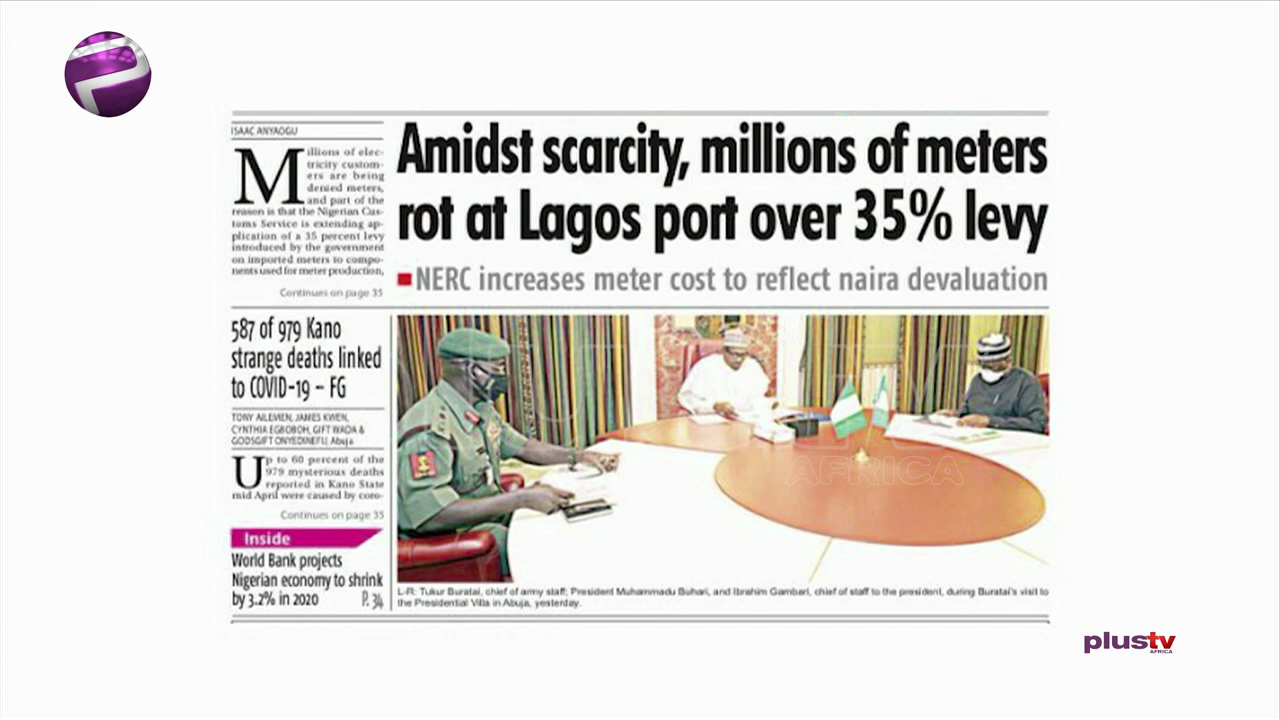 ISAAC ANYAOGU
Millions of elec-
tricity custom-
ers are being
denied meters,
and part of the
reason is that the Nigerian Cus-
toms Service is extending ap-
plication of a 35 percent levy
introduced by the government
on imported meters to compo-
nents used for meter production,
Continues on page 35
Amidst scarcity, millions of meters
rot at Lagos port over 35% levy
NERC increases meter cost to reflect naira devaluation
587 of 979 Kano
strange deaths linked
to COVID-19 – FG
TONY AILEMEN, JAMES KWEN,
CYNTHIA EGBOBOH, GIFT WADA &
GODSGIFT ONYEDINEFU, Abuja
Up to 60 percent of the
979 mysterious deaths
reported in Kano State
mid April were caused by coro-
Continues on page 35
Inside
World Bank projects
Nigerian economy to shrink
by 3.2% in 2020 P. 34
L-R: Tukur Buratai, chief of army staff; President Muhammadu Buhari, and Ibrahim Gambari, chief of staff to the president, during Buratai's visit to
the Presidential Villa in Abuja, yesterday.
AFRICA
plustv
AFRICA